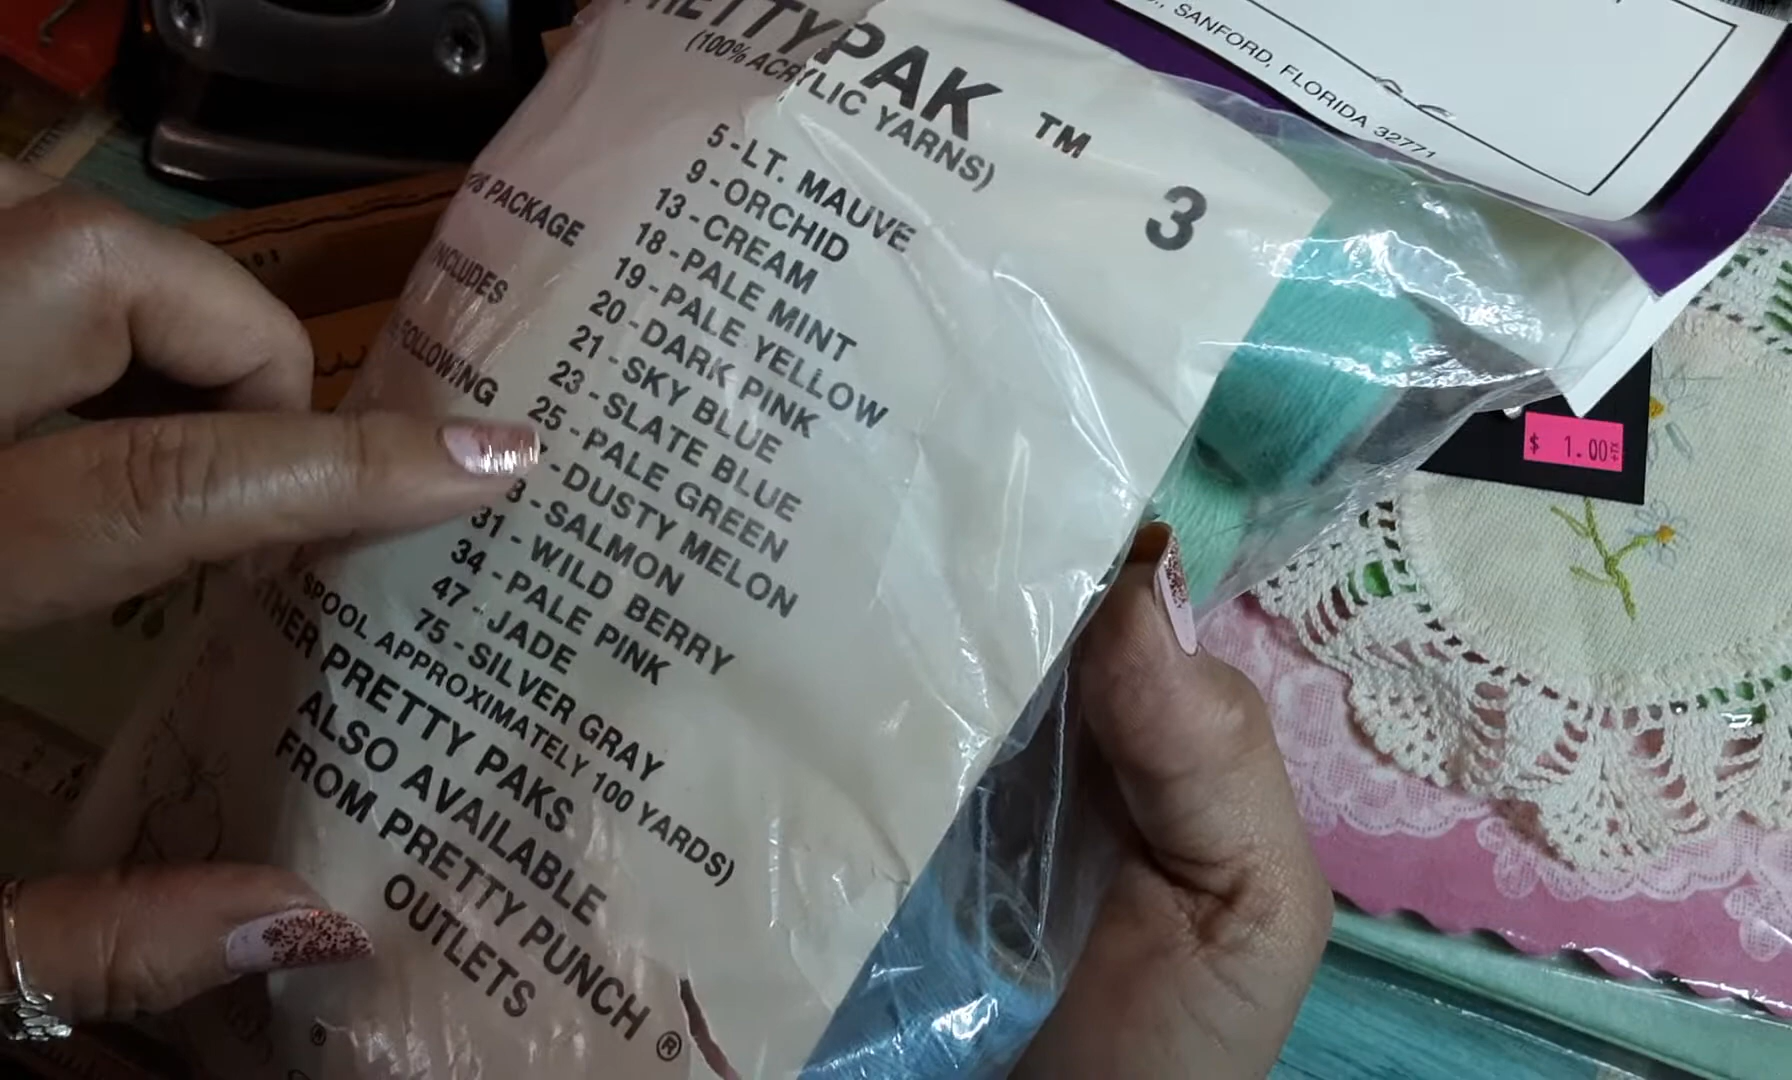 PRETTYPAK ™
(100% ACRYLIC YARNS)
3
PACKAGE
INCLUDES
FOLLOWING
5 - LT. MAUVE
9 - ORCHID
13 - CREAM
18 - PALE MINT
19 - PALE YELLOW
20 - DARK PINK
21 - SKY BLUE
23 - SLATE BLUE
25 - PALE GREEN
- DUSTY MELON
8 - SALMON
31 - WILD BERRY
34 - PALE PINK
47 - JADE
75 - SILVER GRAY
SPOOL APPROXIMATELY 100 YARDS)
PRETTY PAKS
ALSO AVAILABLE
FROM PRETTY PUNCH ®
OUTLETS
®
SANFORD, FLORIDA 32771
$ 1.00